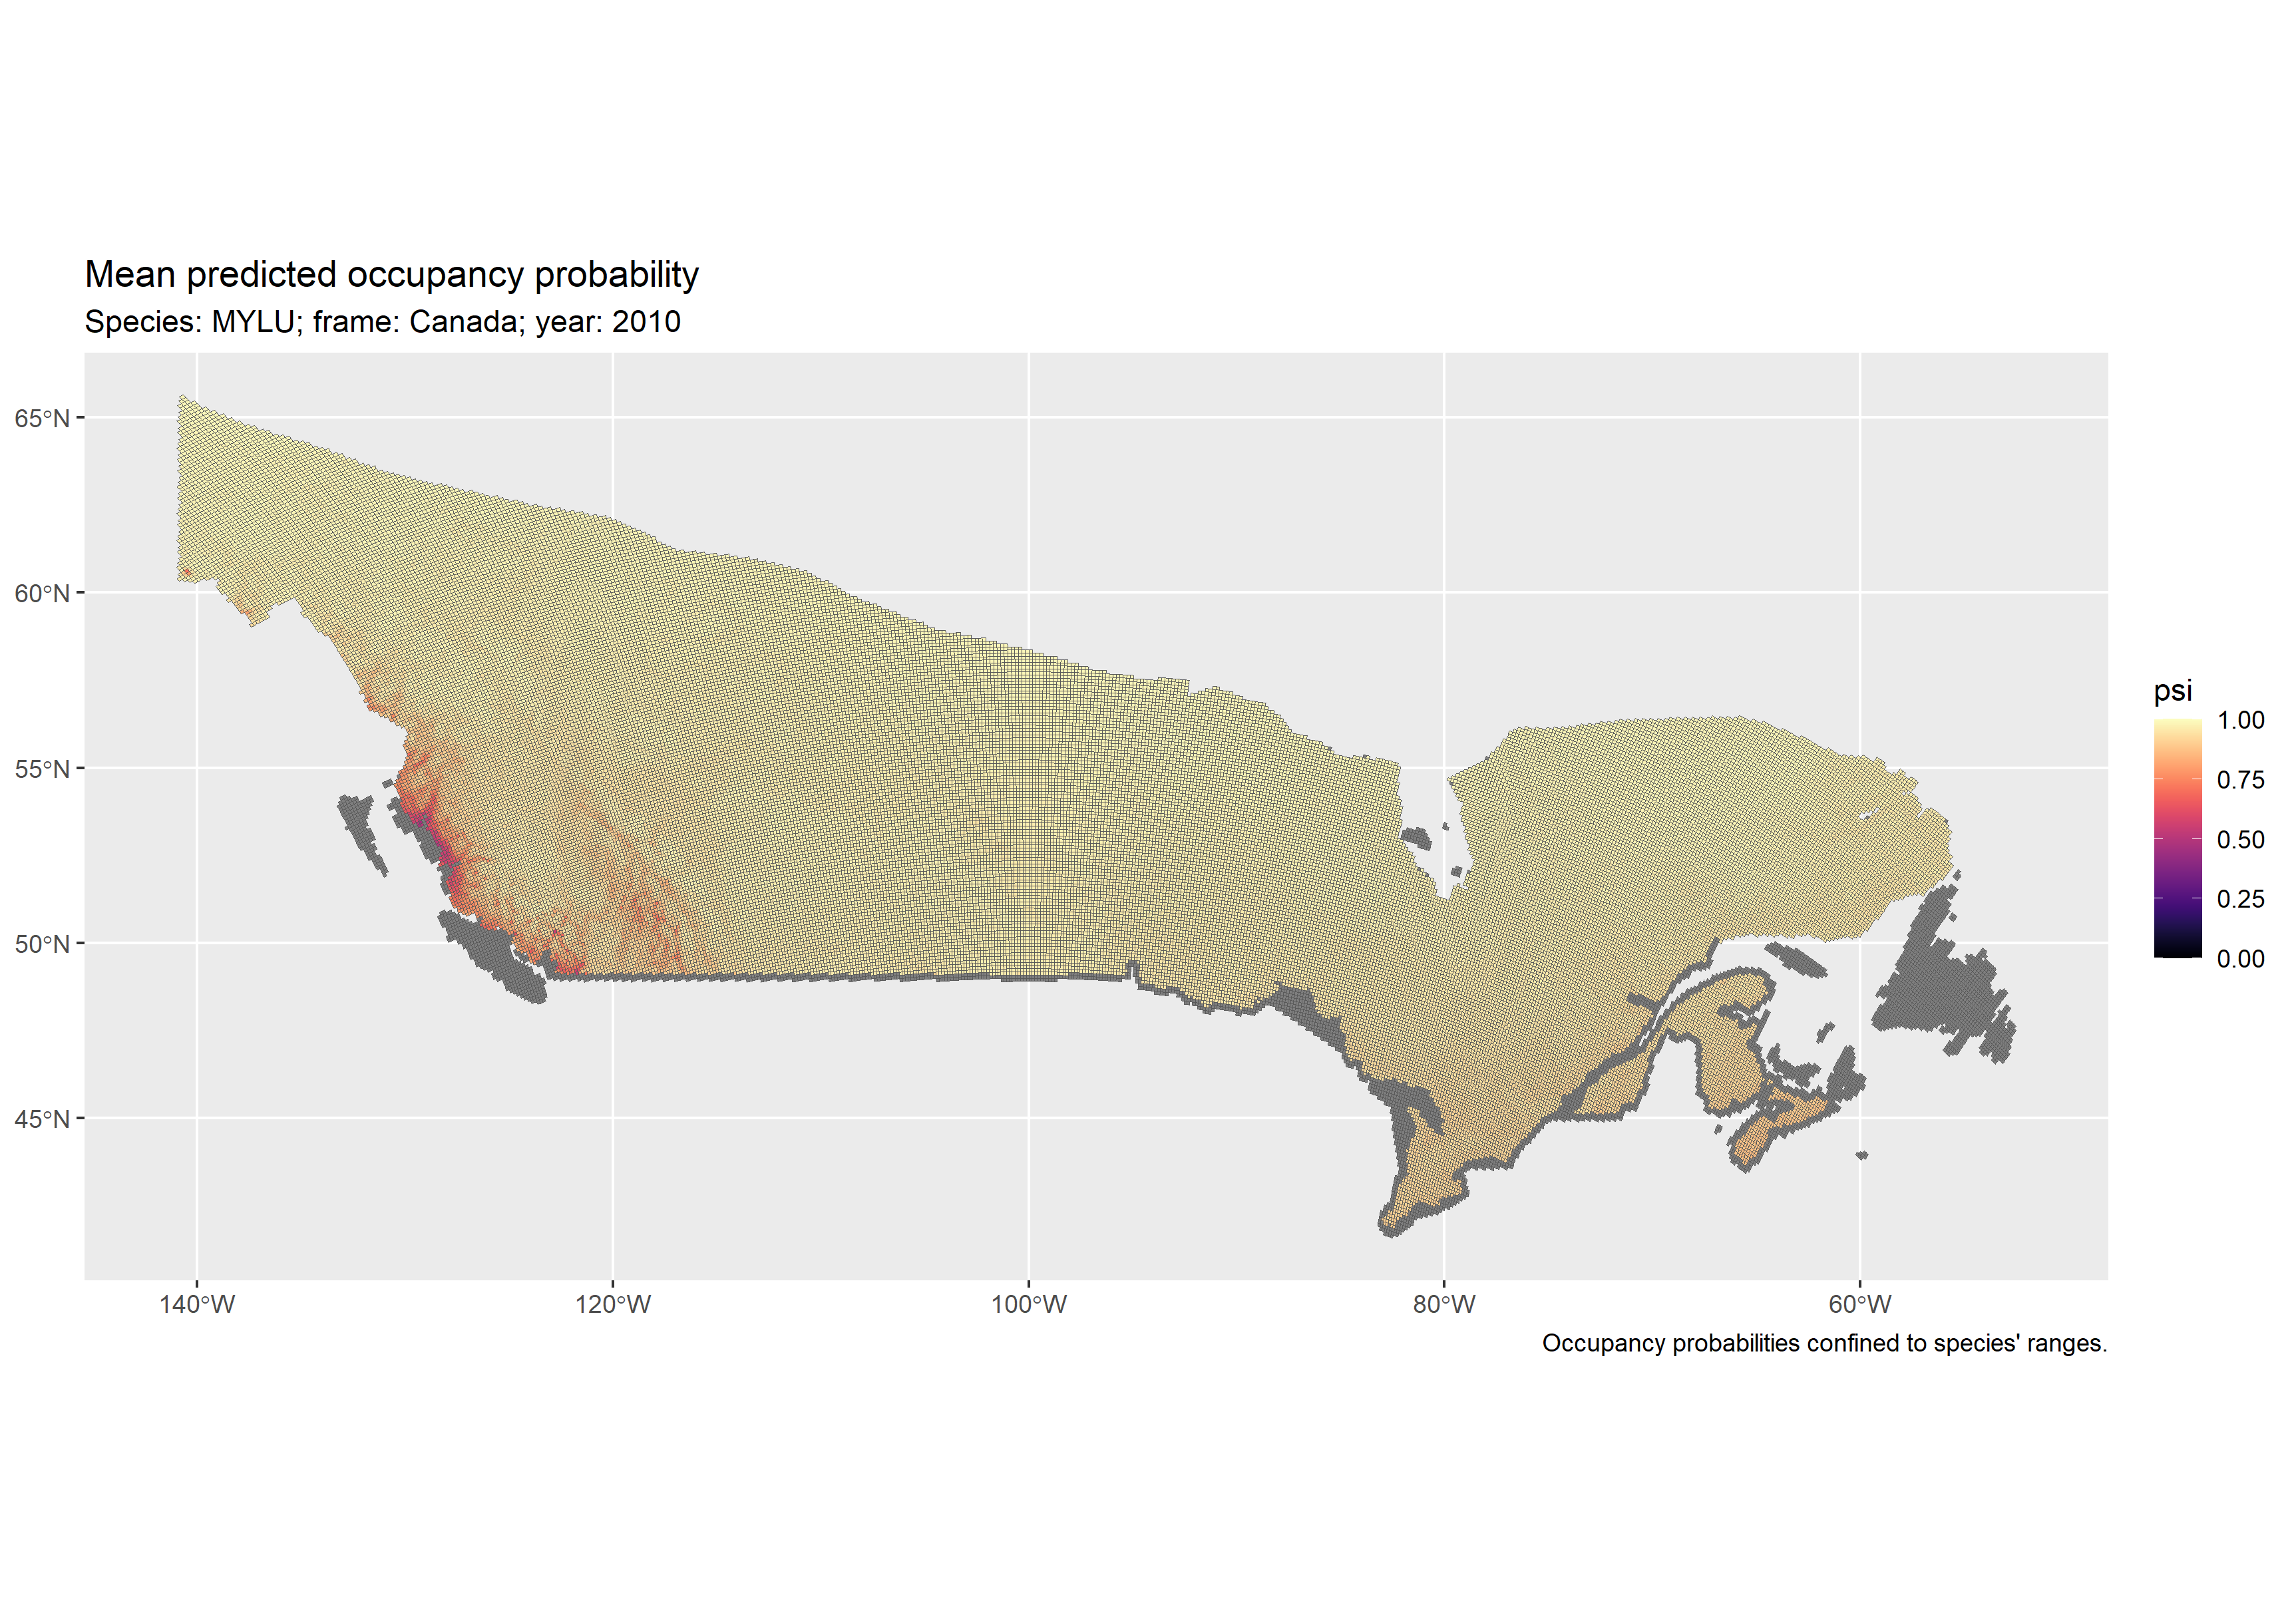 Mean predicted occupancy probability
Species: MYLU; frame: Canada; year: 2010
65°N
60°N
55°N
50°N
45°N
140°W
120°W
100°W
80°W
60°W
psi
1.00
0.75
0.50
0.25
0.00
Occupancy probabilities confined to species' ranges.